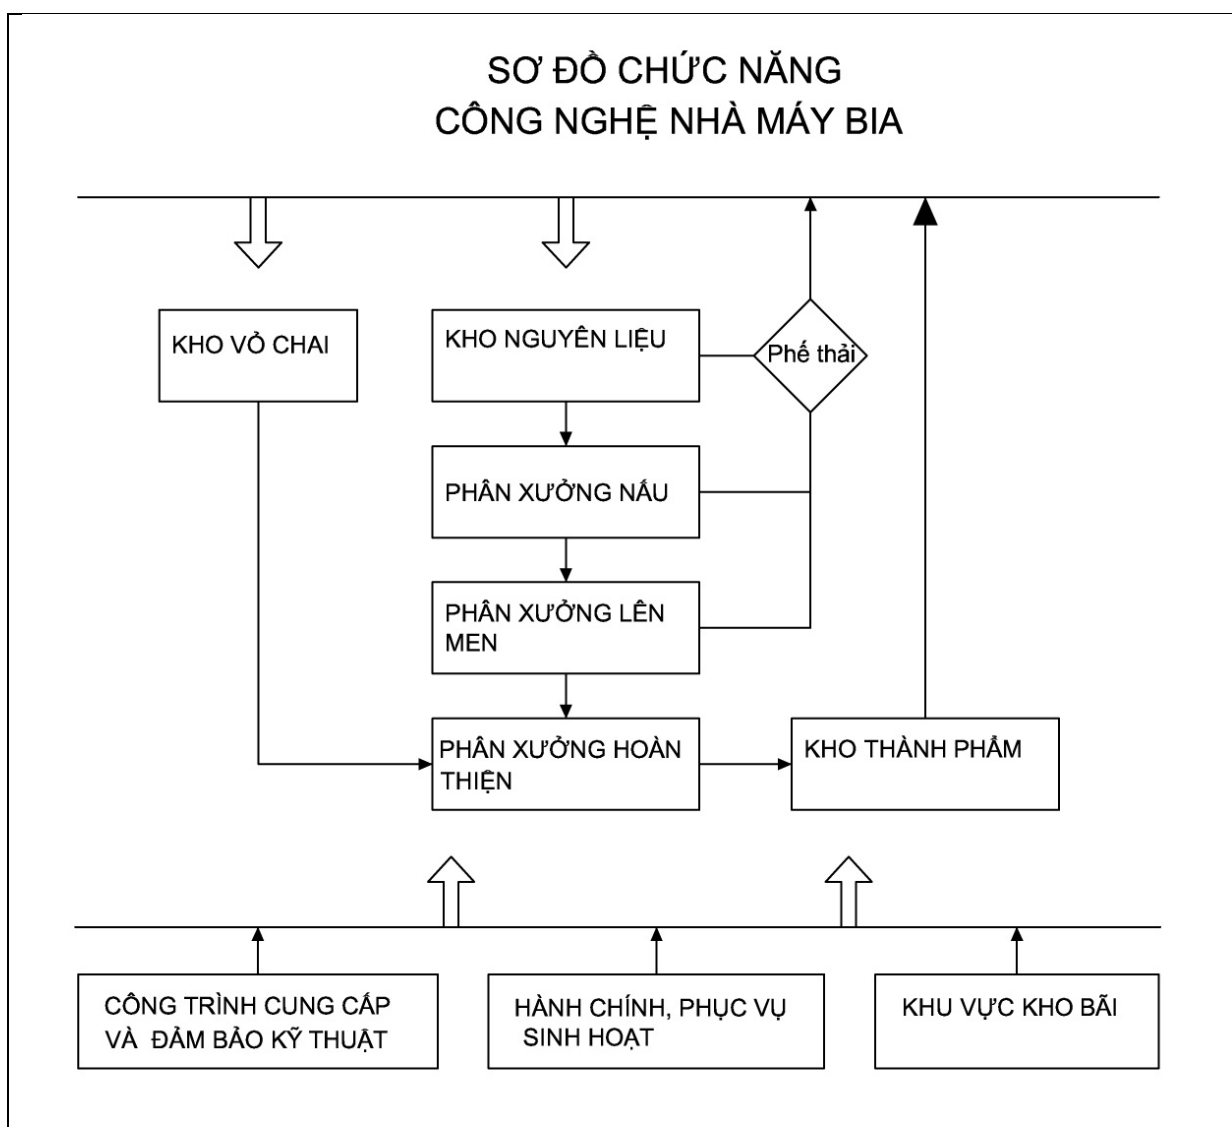 SƠ ĐỒ CHỨC NĂNG
CÔNG NGHỆ NHÀ MÁY BIA
KHO VỎ CHAI
KHO NGUYÊN LIỆU
Phế thải
PHÂN XƯỞNG NẤU
PHÂN XƯỞNG LÊN
MEN
PHÂN XƯỞNG HOÀN
THIỆN
KHO THÀNH PHẨM
CÔNG TRÌNH CUNG CẤP
VÀ ĐẢM BẢO KỸ THUẬT
HÀNH CHÍNH, PHỤC VỤ
SINH HOẠT
KHU VỰC KHO BÃI